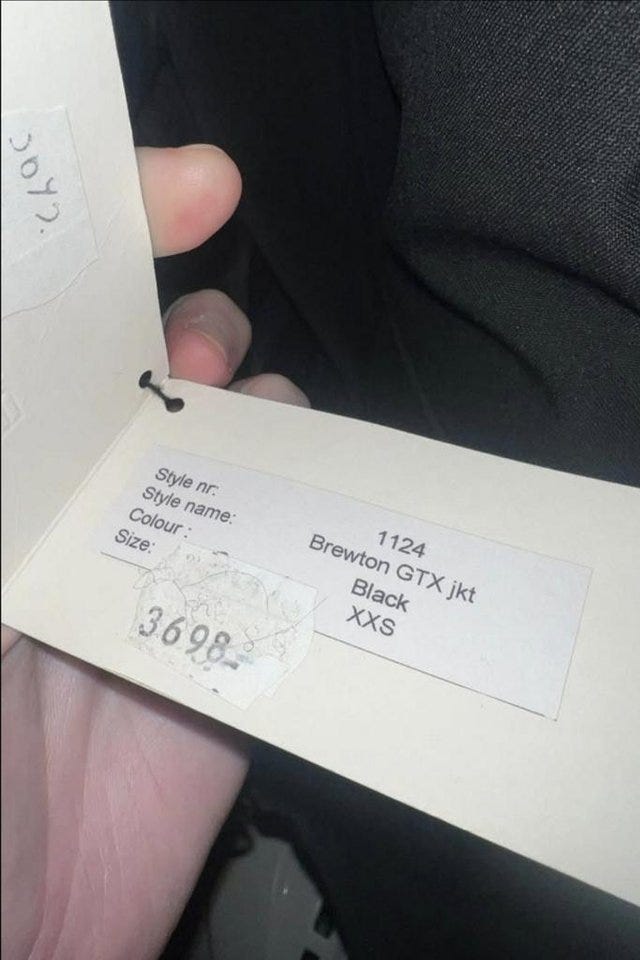 Style nr: 1124
Style name: Brewton GTX jkt
Colour: Black
Size: XXS
3698-